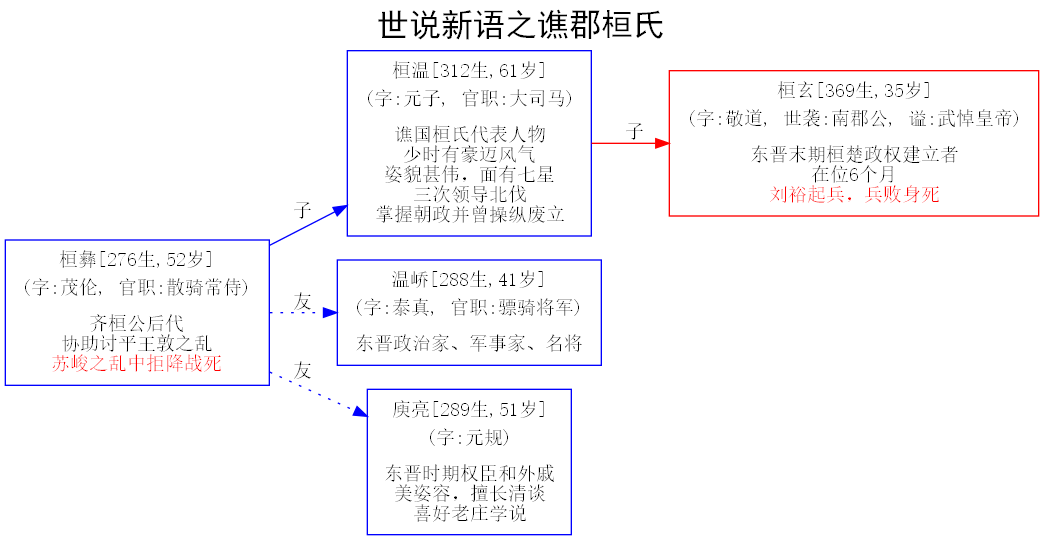 世说新语之谯郡桓氏
桓温[312生,61岁]
(字:元子, 官职:大司马)
谯国桓氏代表人物
少时有豪迈风气
姿貌甚伟，面有七星
三次领导北伐
掌握朝政并曾操纵废立
子
桓玄[369生,35岁]
(字:敬道, 世袭:南郡公, 谥:武悼皇帝)
东晋末期桓楚政权建立者
在位6个月
刘裕起兵．兵败身死
子
桓彝[276生,52岁]
(字:茂伦, 官职:散骑常侍)
齐桓公后代
协助讨平王敦之乱
苏峻之乱中拒降战死
友
温峤[288生,41岁]
(字:泰真, 官职:骠骑将军)
东晋政治家、军事家、名将
友
庾亮[289生,51岁]
(字:元规)
东晋时期权臣和外戚
美姿容，擅长清谈
喜好老庄学说